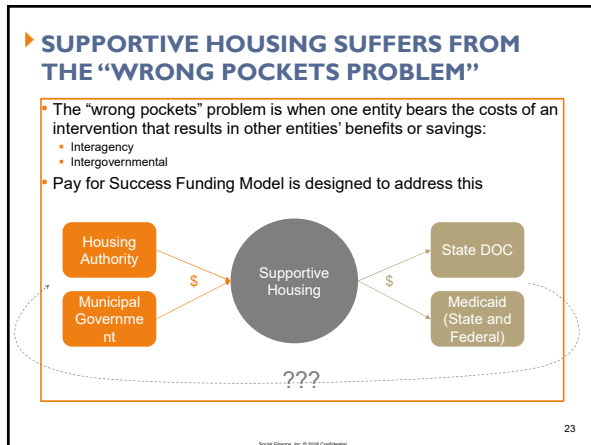 SUPPORTIVE HOUSING SUFFERS FROM
THE “WRONG POCKETS PROBLEM”
• The “wrong pockets” problem is when one entity bears the costs of an
intervention that results in other entities’ benefits or savings:
▪ Interagency
▪ Intergovernmental
• Pay for Success Funding Model is designed to address this
Housing
Authority
Municipal
Governme
nt
$
Supportive
Housing
$
State DOC
Medicaid
(State and
Federal)
???
23
Social Finance, Inc. © 2018 Confidential